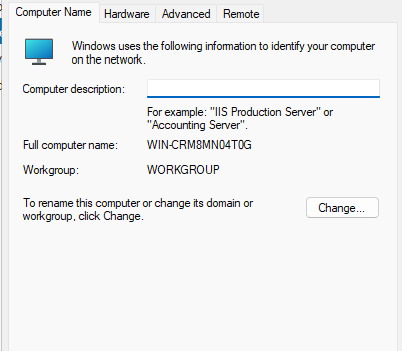 Computer Name Hardware Advanced Remote
Windows uses the following information to identify your computer
on the network.
Computer description:
For example: "IIS Production Server" or
"Accounting Server".
Full computer name: WIN-CRM8MN04T0G
Workgroup: WORKGROUP
To rename this computer or change its domain or
workgroup, click Change.
Change...